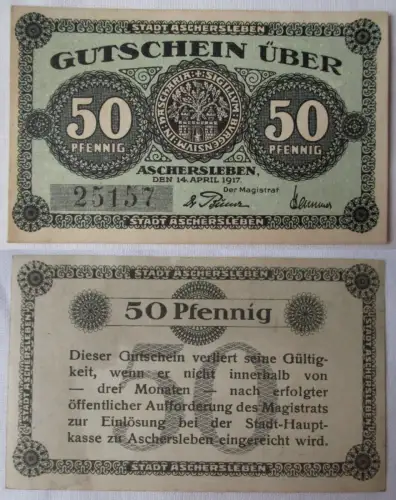 STADT ASCHERSLEBEN
GUTSCHEIN ÜBER
50 PFENNIG
50 PFENNIG
ASCHERSLEBEN,
DEN 14. APRIL 1917.
Der Magistrat
25157
STADT ASCHERSLEBEN
STADT ASCHERSLEBEN
50 Pfennig
50
Dieser Gutschein verliert seine Gültig-
keit, wenn er nicht innerhalb von
— drei Monaten — nach erfolgter
öffentlicher Aufforderung des Magistrats
zur Einlösung bei der Stadt-Haupt-
kasse zu Aschersleben eingereicht wird.
STADT ASCHERSLEBEN